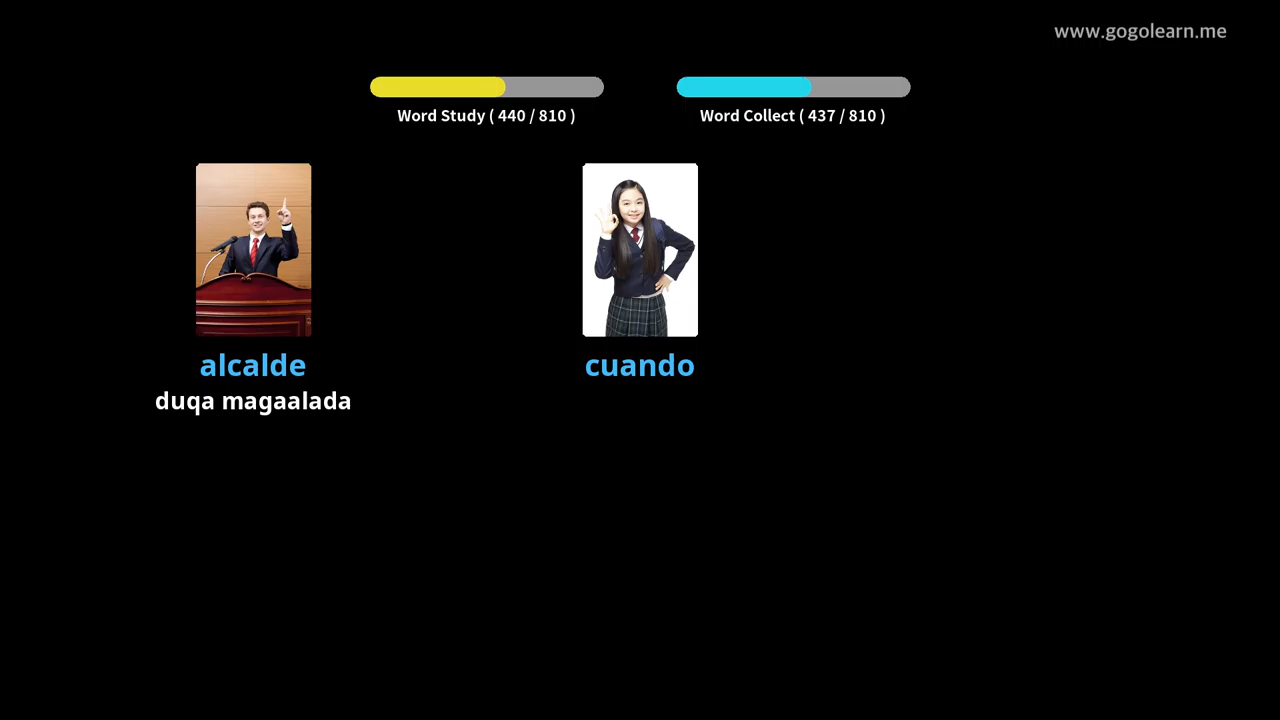 www.gogolearn.me
Word Study ( 440 / 810 )
Word Collect ( 437 / 810 )
alcalde
duqa magaalada
cuando